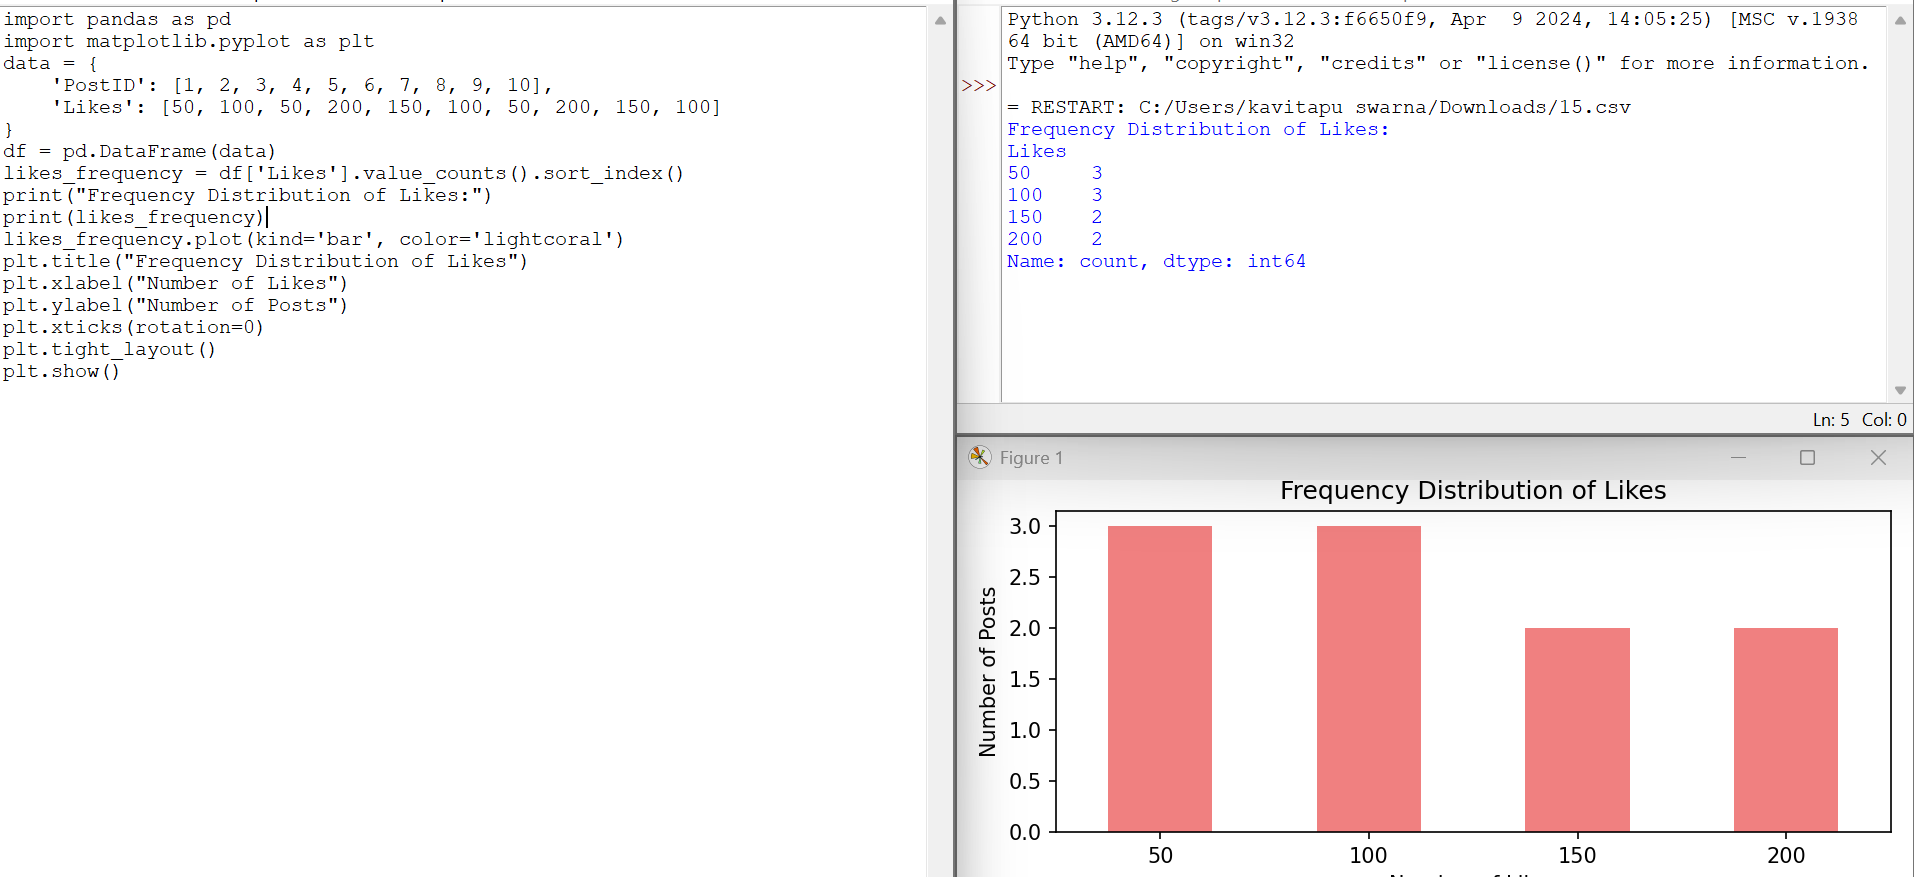 import pandas as pd
import matplotlib.pyplot as plt
data = {
    'PostID': [1, 2, 3, 4, 5, 6, 7, 8, 9, 10],
    'Likes': [50, 100, 50, 200, 150, 100, 50, 200, 150, 100]
}
df = pd.DataFrame(data)
likes_frequency = df['Likes'].value_counts().sort_index()
print("Frequency Distribution of Likes:")
print(likes_frequency)
likes_frequency.plot(kind='bar', color='lightcoral')
plt.title("Frequency Distribution of Likes")
plt.xlabel("Number of Likes")
plt.ylabel("Number of Posts")
plt.xticks(rotation=0)
plt.tight_layout()
plt.show()
Python 3.12.3 (tags/v3.12.3:f6650f9, Apr  9 2024, 14:05:25) [MSC v.1938
64 bit (AMD64)] on win32
Type "help", "copyright", "credits" or "license()" for more information.
>>>
= RESTART: C:/Users/kavitapu swarna/Downloads/15.csv
Frequency Distribution of Likes:
Likes
50     3
100    3
150    2
200    2
Name: count, dtype: int64
Ln: 5 Col: 0
Figure 1
Frequency Distribution of Likes
Number of Posts
3.0
2.5
2.0
1.5
1.0
0.5
0.0
50 100 150 200